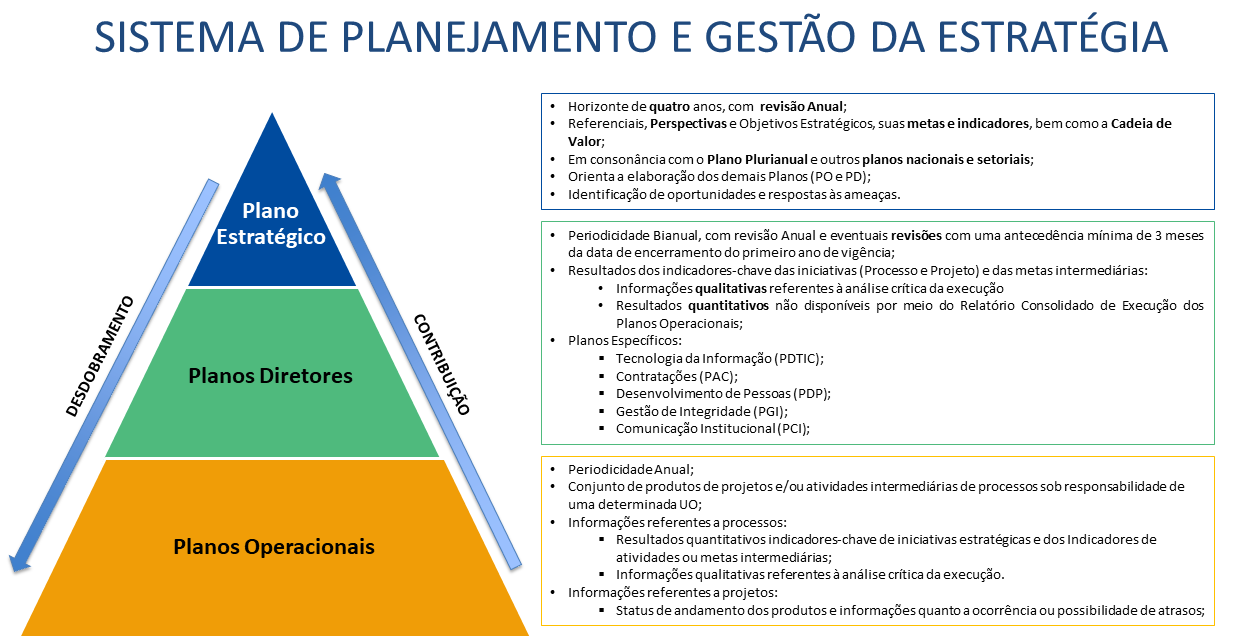 SISTEMA DE PLANEJAMENTO E GESTÃO DA ESTRATÉGIA
Plano
Estratégico
Planos Diretores
Planos Operacionais
DESDOBRAMENTO
CONTRIBUIÇÃO
• Horizonte de quatro anos, com revisão Anual;
• Referenciais, Perspectivas e Objetivos Estratégicos, suas metas e indicadores, bem como a Cadeia de
Valor;
• Em consonância com o Plano Plurianual e outros planos nacionais e setoriais;
• Orienta a elaboração dos demais Planos (PO e PD);
• Identificação de oportunidades e respostas às ameaças.
• Periodicidade Bianual, com revisão Anual e eventuais revisões com uma antecedência mínima de 3 meses
da data de encerramento do primeiro ano de vigência;
• Resultados dos indicadores-chave das iniciativas (Processo e Projeto) e das metas intermediárias:
• Informações qualitativas referentes à análise crítica da execução
• Resultados quantitativos não disponíveis por meio do Relatório Consolidado de Execução dos
Planos Operacionais;
• Planos Específicos:
▪ Tecnologia da Informação (PDTIC);
▪ Contratações (PAC);
▪ Desenvolvimento de Pessoas (PDP);
▪ Gestão de Integridade (PGI);
▪ Comunicação Institucional (PCI);
• Periodicidade Anual;
• Conjunto de produtos de projetos e/ou atividades intermediárias de processos sob responsabilidade de
uma determinada UO;
• Informações referentes a processos:
▪ Resultados quantitativos indicadores-chave de iniciativas estratégicas e dos Indicadores de
atividades ou metas intermediárias;
▪ Informações qualitativas referentes à análise crítica da execução.
• Informações referentes a projetos:
▪ Status de andamento dos produtos e informações quanto a ocorrência ou possibilidade de atrasos;